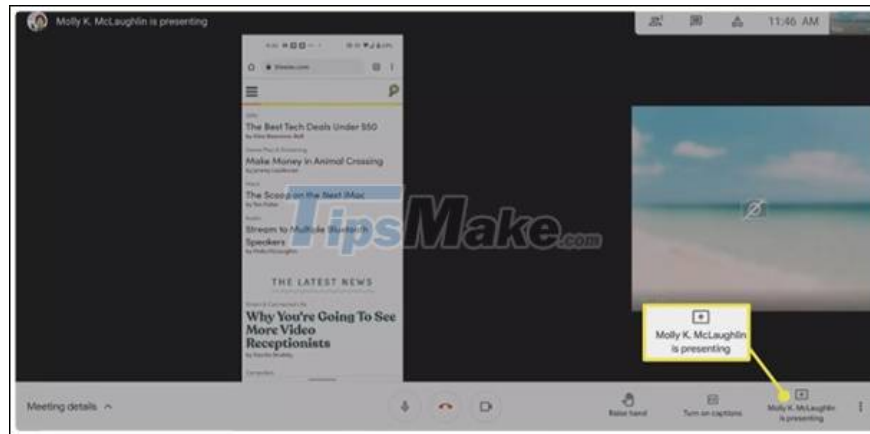 Molly K. McLaughlin is presenting
11:46 AM
The Best Tech Deals Under $50
Make Money in Animal Crossing
The Scoop on the Next iMac
Stream to Multiple Bluetooth
Speakers
TipsMake.com
THE LATEST NEWS
Why You're Going To See
More Video
Receptionists
Molly K. McLaughlin
is presenting
Meeting details
Raise hand
Turn on captions
Molly K. McLaughlin
is presenting